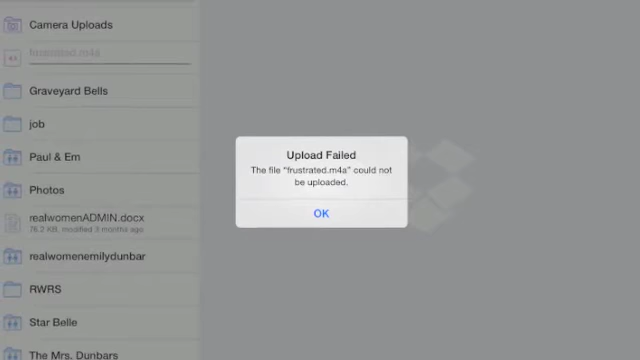 Camera Uploads
frustrated.m4a
Graveyard Bells
job
Paul & Em
Photos
realwomenADMIN.docx
76.2 KB, modified 3 months ago
realwomenemilydunbar
RWRS
Star Belle
The Mrs. Dunbars
Upload Failed
The file “frustrated.m4a” could not
be uploaded.
OK